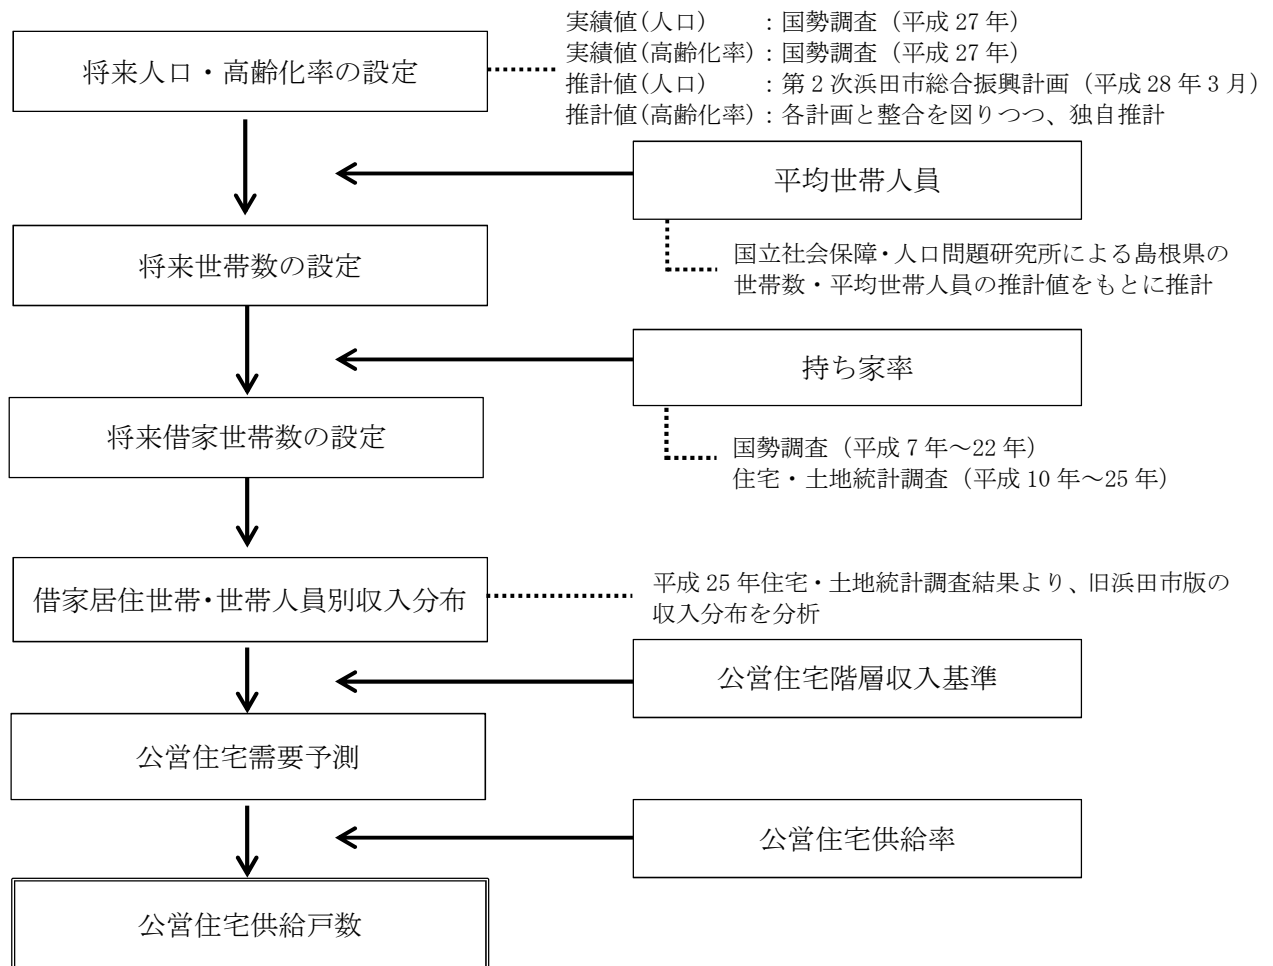 実績値(人口)　：国勢調査（平成 27 年）
実績値(高齢化率)：国勢調査（平成 27 年）
将来人口・高齢化率の設定
推計値(人口)　：第 2 次浜田市総合振興計画（平成 28 年 3 月）
推計値(高齢化率)：各計画と整合を図りつつ、独自推計
平均世帯人員
将来世帯数の設定
国立社会保障・人口問題研究所による島根県の
世帯数・平均世帯人員の推計値をもとに推計
持ち家率
将来借家世帯数の設定
国勢調査（平成 7 年～22 年）
住宅・土地統計調査（平成 10 年～25 年）
借家居住世帯・世帯人員別収入分布
平成 25 年住宅・土地統計調査結果より、旧浜田市版の
収入分布を分析
公営住宅階層収入基準
公営住宅需要予測
公営住宅供給率
公営住宅供給戸数